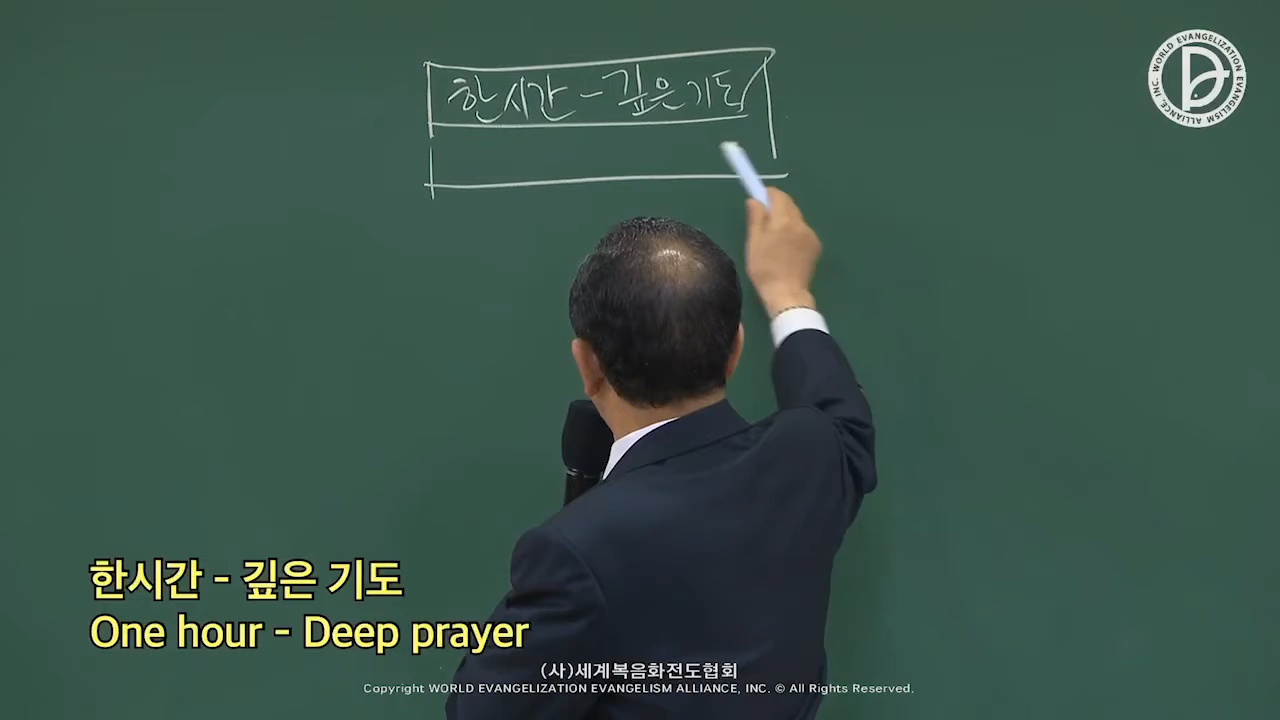 한시간 - 깊은기도
WORLD EVANGELIZATION EVANGELISM ALLIANCE, INC.
한시간 - 깊은 기도
One hour - Deep prayer
(사)세계복음화전도협회
Copyright WORLD EVANGELIZATION EVANGELISM ALLIANCE, INC. © All Rights Reserved.